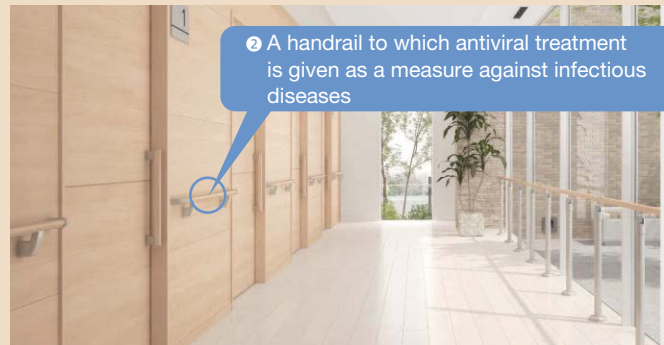 1
❷ A handrail to which antiviral treatment
is given as a measure against infectious
diseases